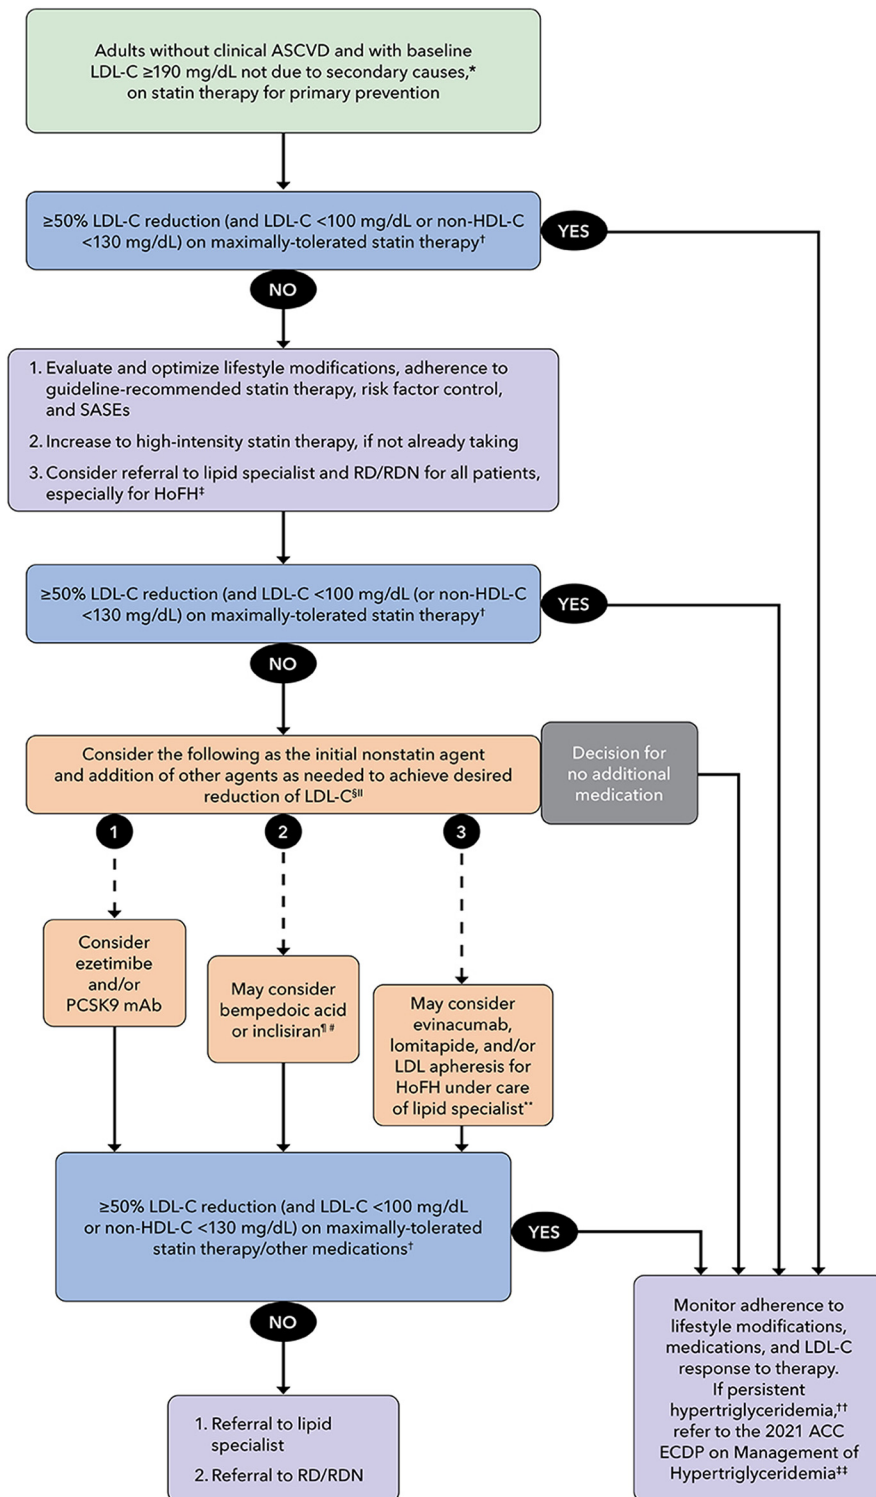 Adults without clinical ASCVD and with baseline
LDL-C ≥190 mg/dL not due to secondary causes,*
on statin therapy for primary prevention
≥50% LDL-C reduction (and LDL-C <100 mg/dL or non-HDL-C
<130 mg/dL) on maximally-tolerated statin therapy†
YES
NO
1. Evaluate and optimize lifestyle modifications, adherence to
guideline-recommended statin therapy, risk factor control,
and SASEs
2. Increase to high-intensity statin therapy, if not already taking
3. Consider referral to lipid specialist and RD/RDN for all patients,
especially for HoFH‡
≥50% LDL-C reduction (and LDL-C <100 mg/dL (or non-HDL-C
<130 mg/dL) on maximally-tolerated statin therapy†
YES
NO
Consider the following as the initial nonstatin agent
and addition of other agents as needed to achieve desired
reduction of LDL-C§||
Decision for
no additional
medication
1
2
3
Consider
ezetimibe
and/or
PCSK9 mAb
May consider
bempedoic acid
or inclisiran¶ #
May consider
evinacumab,
lomitapide, and/or
LDL apheresis for
HoFH under care
of lipid specialist**
≥50% LDL-C reduction (and LDL-C <100 mg/dL
or non-HDL-C <130 mg/dL) on maximally-tolerated
statin therapy/other medications†
YES
NO
1. Referral to lipid
specialist
2. Referral to RD/RDN
Monitor adherence to
lifestyle modifications,
medications, and LDL-C
response to therapy.
If persistent
hypertriglyceridemia,††
refer to the 2021 ACC
ECDP on Management of
Hypertriglyceridemia‡‡